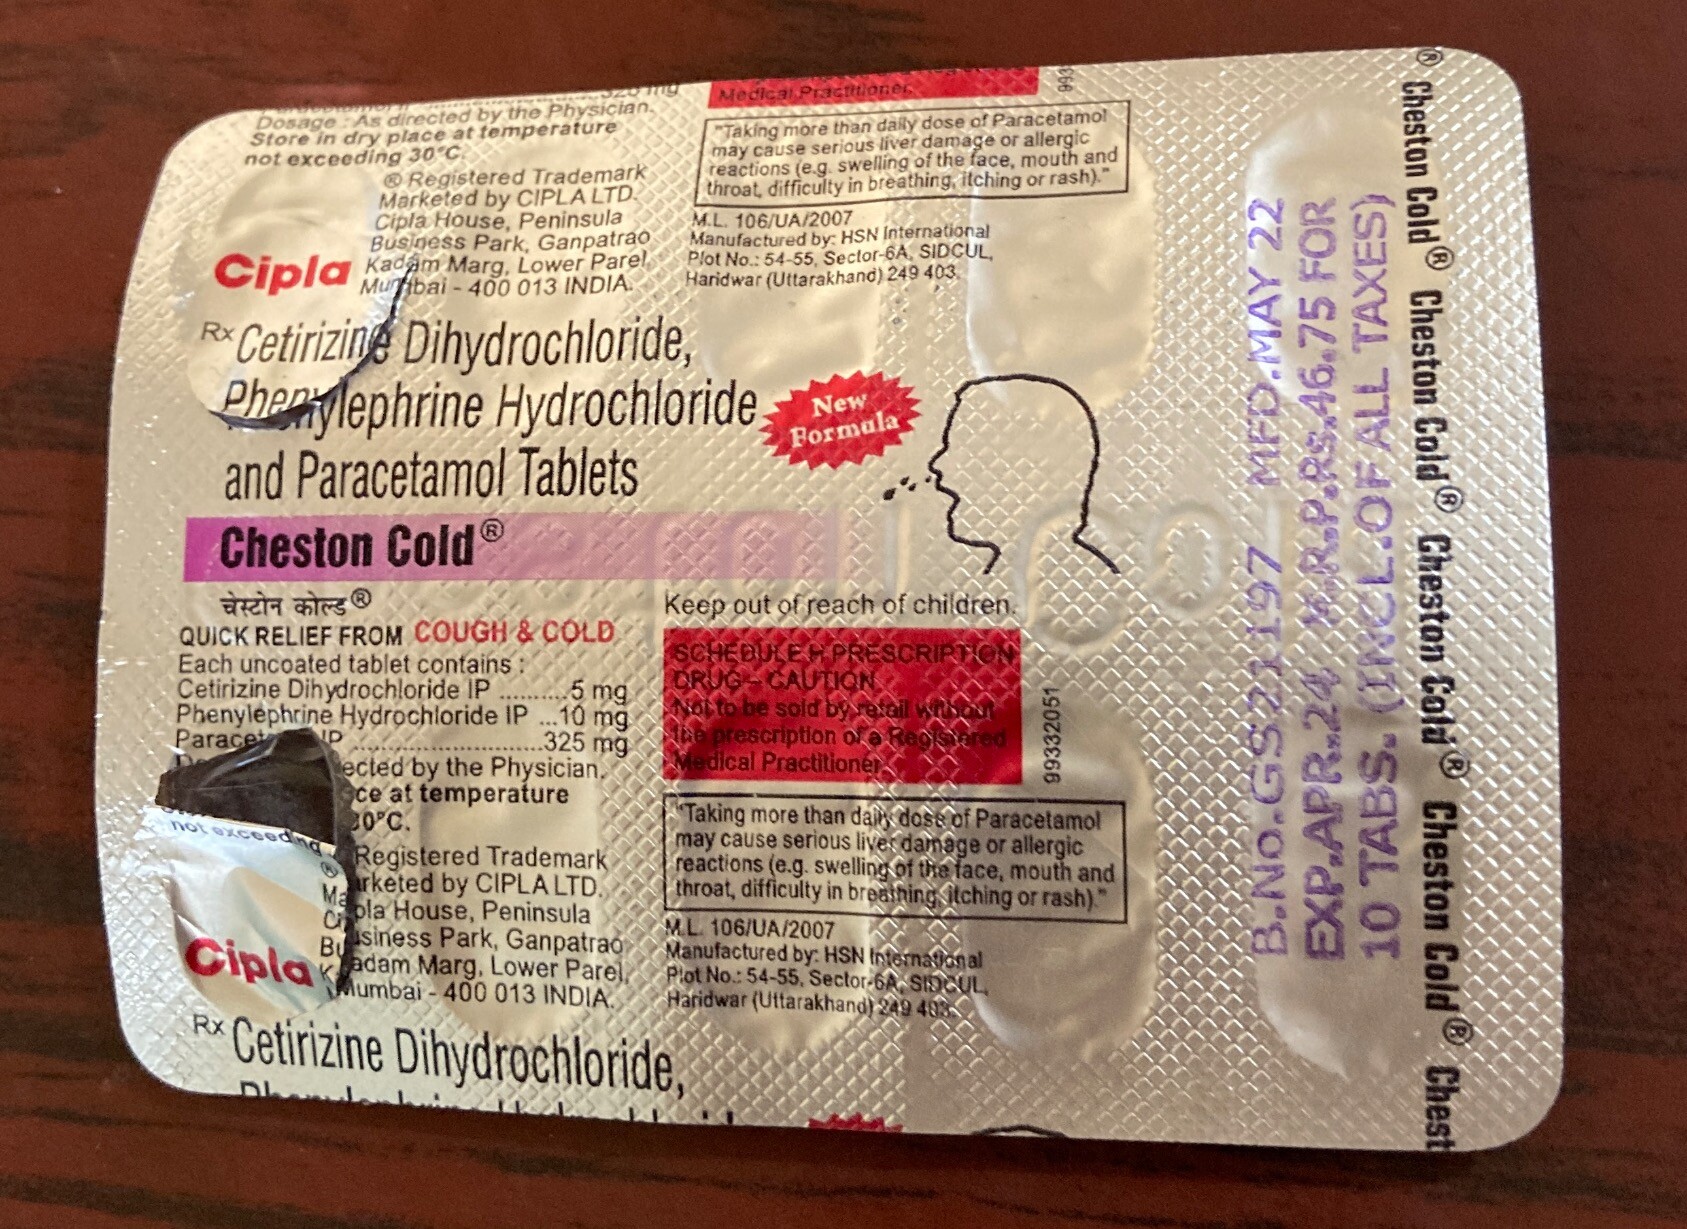 Dosage : As directed by the Physician.
Store in dry place at temperature
not exceeding 30°C.
® Registered Trademark
Marketed by CIPLA LTD.
Cipla House, Peninsula
Business Park, Ganpatrao
Kadam Marg, Lower Parel,
Mumbai - 400 013 INDIA.
Cipla
Medical Practitioner.
"Taking more than daily dose of Paracetamol
may cause serious liver damage or allergic
reactions (e.g. swelling of the face, mouth and
throat, difficulty in breathing, itching or rash)."
M.L. 106/UA/2007
Manufactured by: HSN International
Plot No.: 54-55, Sector-6A, SIDCUL,
Haridwar (Uttarakhand) 249 403.
Rx Cetirizine Dihydrochloride,
Phenylephrine Hydrochloride
and Paracetamol Tablets
New
Formula
Cheston Cold®
चेस्टोन कोल्ड®
QUICK RELIEF FROM COUGH & COLD
Each uncoated tablet contains :
Cetirizine Dihydrochloride IP ..........5 mg
Phenylephrine Hydrochloride IP ...10 mg
Paracet IP ............................325 mg
ected by the Physician.
ce at temperature
not exceeding 30°C.
® Registered Trademark
Marketed by CIPLA LTD.
Cipla House, Peninsula
Business Park, Ganpatrao
Kadam Marg, Lower Parel,
Mumbai - 400 013 INDIA.
Cipla
Keep out of reach of children.
SCHEDULE H PRESCRIPTION
DRUG – CAUTION
Not to be sold by retail without
the prescription of a Registered
Medical Practitioner.
99332051
"Taking more than daily dose of Paracetamol
may cause serious liver damage or allergic
reactions (e.g. swelling of the face, mouth and
throat, difficulty in breathing, itching or rash)."
M.L. 106/UA/2007
Manufactured by: HSN International
Plot No.: 54-55, Sector-6A, SIDCUL,
Haridwar (Uttarakhand) 249 403.
Rx Cetirizine Dihydrochloride,
B.NO.GS21197 MFD.MAY 22
EXP.APR.24 M.R.P.RS.46.75 FOR
10 TABS. (INCL.OF ALL TAXES)
® Cheston Cold® Cheston Cold® Cheston Cold® Cheston Cold® Chest